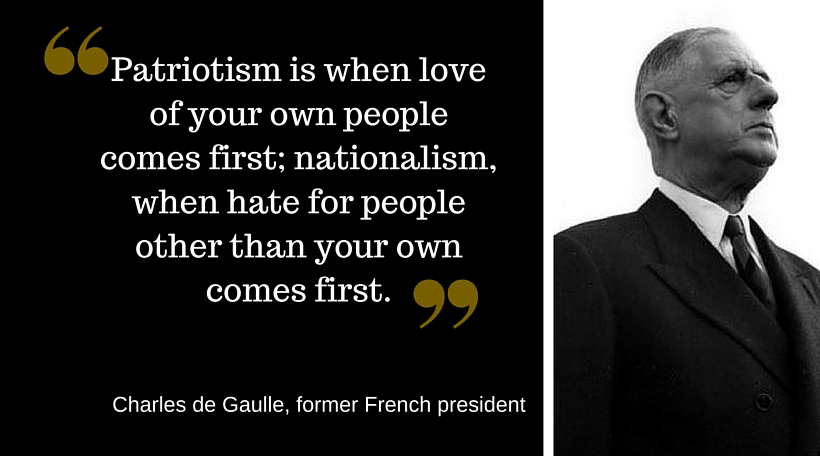 “Patriotism is when love
of your own people
comes first; nationalism,
when hate for people
other than your own
comes first. ”
Charles de Gaulle, former French president